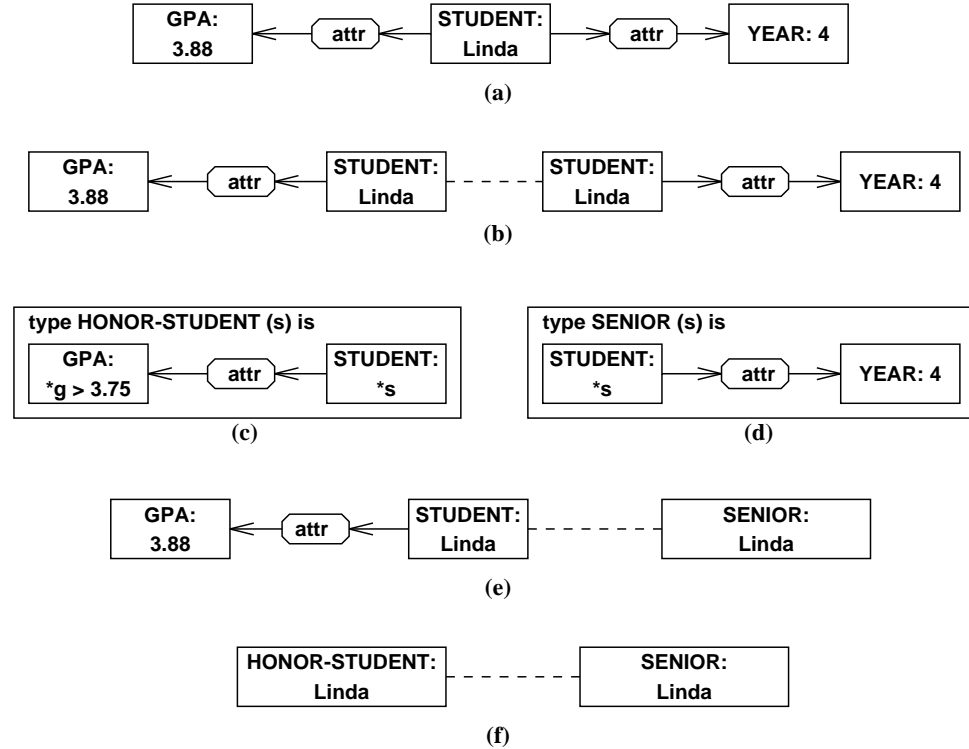 GPA:
3.88
attr
STUDENT:
Linda
attr
YEAR: 4
(a)
GPA:
3.88
attr
STUDENT:
Linda
STUDENT:
Linda
attr
YEAR: 4
(b)
type HONOR-STUDENT (s) is
GPA:
*g > 3.75
attr
STUDENT:
*s
(c)
type SENIOR (s) is
STUDENT:
*s
attr
YEAR: 4
(d)
GPA:
3.88
attr
STUDENT:
Linda
SENIOR:
Linda
(e)
HONOR-STUDENT:
Linda
SENIOR:
Linda
(f)